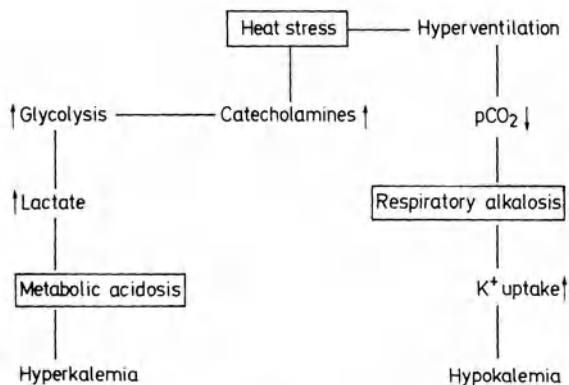 Heat stress
Hyperventilation
↑Glycolysis
Catecholamines↑
pCO₂↓
↑Lactate
Respiratory alkalosis
Metabolic acidosis
K⁺ uptake↑
Hyperkalemia
Hypokalemia